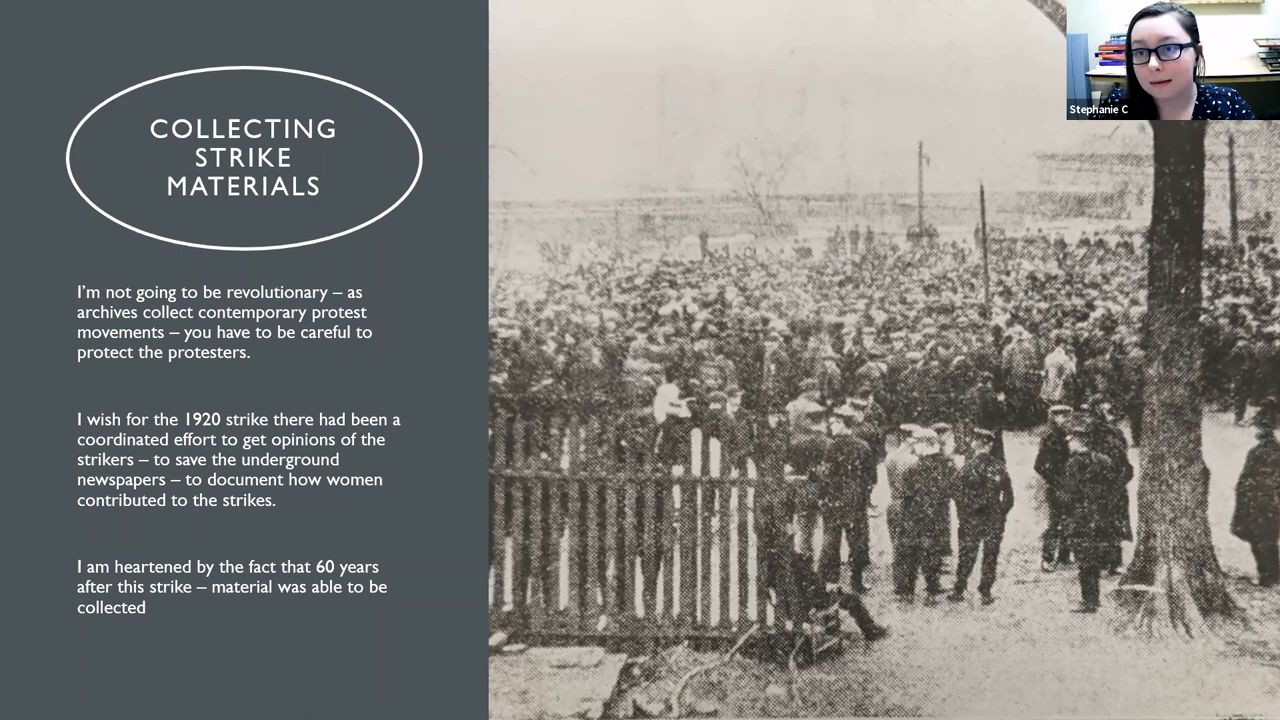 COLLECTING
STRIKE
MATERIALS
I'm not going to be revolutionary – as
archives collect contemporary protest
movements – you have to be careful to
protect the protesters.
I wish for the 1920 strike there had been a
coordinated effort to get opinions of the
strikers – to save the underground
newspapers – to document how women
contributed to the strikes.
I am heartened by the fact that 60 years
after this strike – material was able to be
collected
Stephanie C